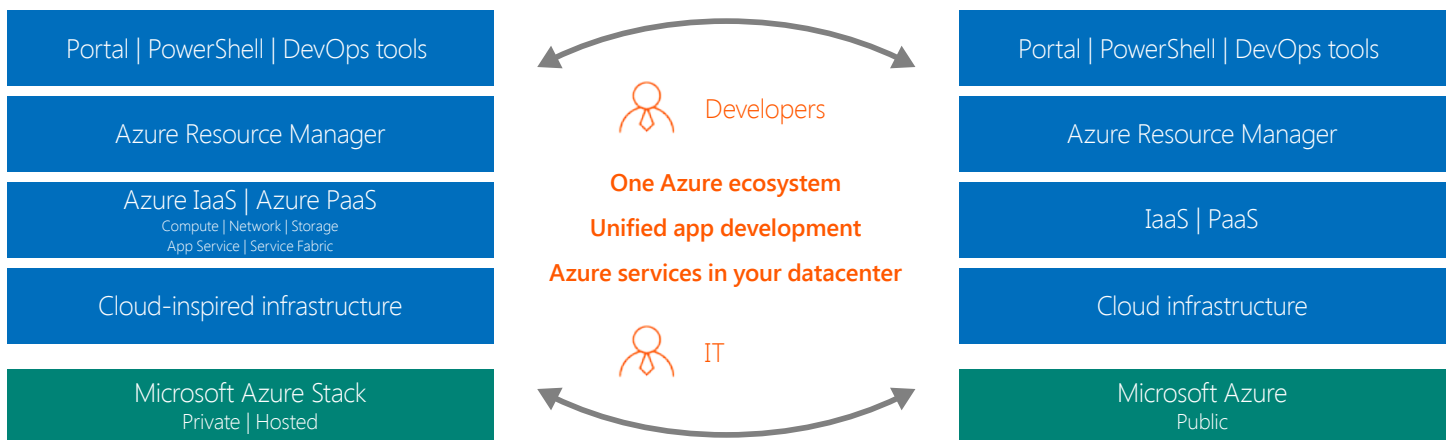 Portal | PowerShell | DevOps tools
Azure Resource Manager
Azure IaaS | Azure PaaS
Compute | Network | Storage
App Service | Service Fabric
Cloud-inspired infrastructure
Microsoft Azure Stack
Private | Hosted
Developers
One Azure ecosystem
Unified app development
Azure services in your datacenter
IT
Portal | PowerShell | DevOps tools
Azure Resource Manager
IaaS | PaaS
Cloud infrastructure
Microsoft Azure
Public